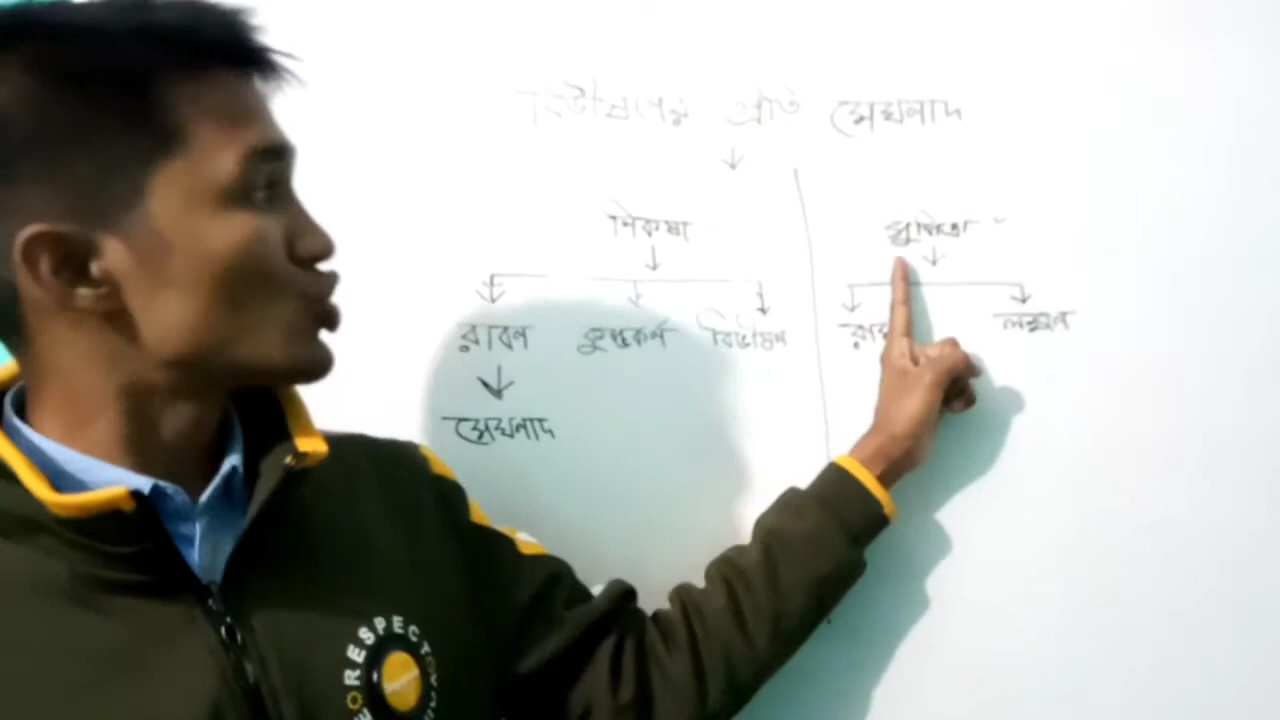 বিভীষণের প্রতি মেঘনাদ
নিকষা
সুমিত্রা
রাবণ কুম্ভকর্ণ বিভীষণ
লক্ষ্মণ
মেঘনাদ
RESPECT